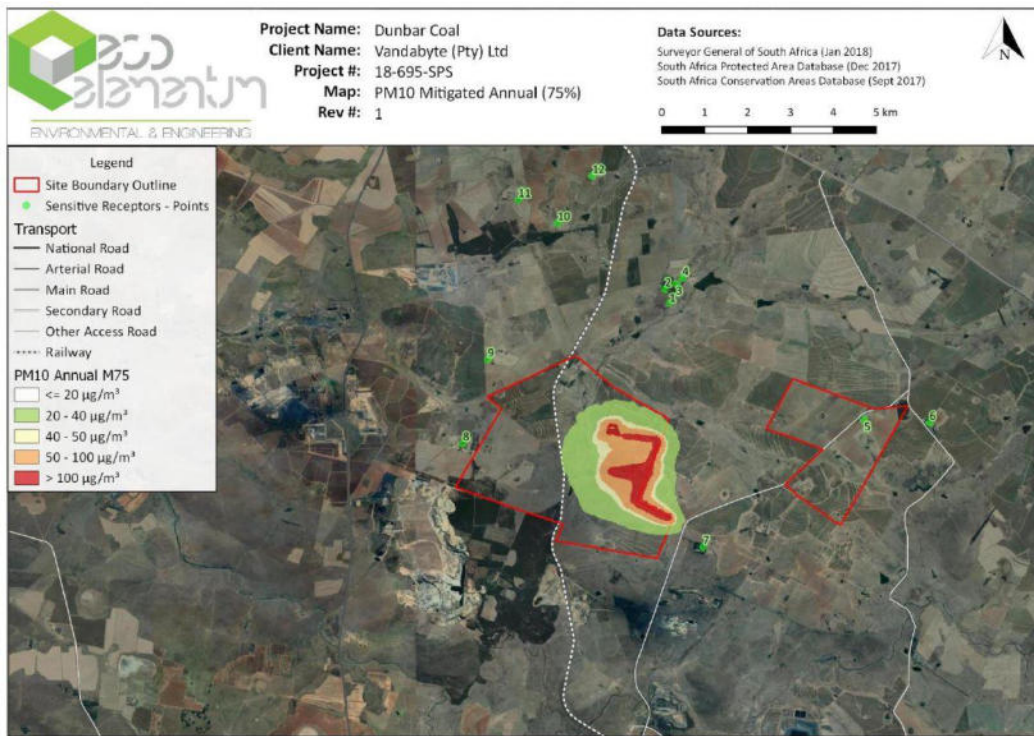 eco
elementum
ENVIRONMENTAL & ENGINEERING
Project Name: Dunbar Coal
Client Name: Vandabyte (Pty) Ltd
Project #: 18-695-SPS
Map: PM10 Mitigated Annual (75%)
Rev #: 1
Data Sources:
Surveyor General of South Africa (Jan 2018)
South Africa Protected Area Database (Dec 2017)
South Africa Conservation Areas Database (Sept 2017)
0 1 2 3 4 5 km
N
Legend
Site Boundary Outline
Sensitive Receptors - Points
Transport
National Road
Arterial Road
Main Road
Secondary Road
Other Access Road
Railway
PM10 Annual M75
<= 20 µg/m³
20 - 40 µg/m³
40 - 50 µg/m³
50 - 100 µg/m³
> 100 µg/m³
12
11
10
4
2
3
1
9
8
5
6
7